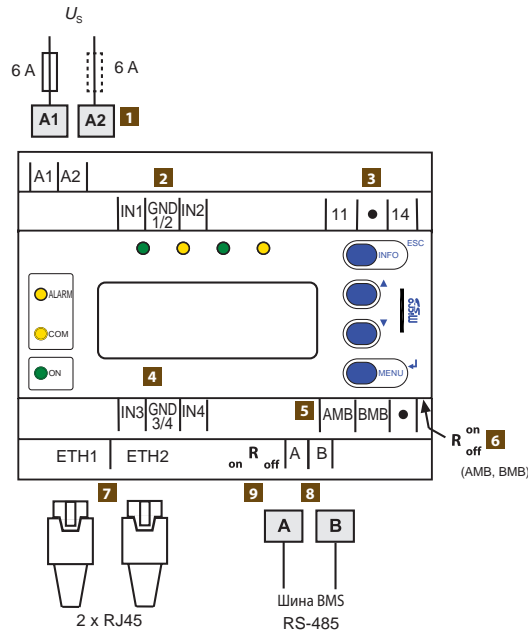 Us
6 A 6 A
A1 A2 1
A1 A2 2 3
IN1 GND 1/2 IN2 11 • 14
ESC
INFO
ALARM
COM
ON
MENU
4
IN3 GND 3/4 IN4 5 AMB BMB •
R on off 6
(AMB, BMB)
ETH1 ETH2 on R off A B
7 9 8
A B
Шина BMS
2 x RJ45 RS-485